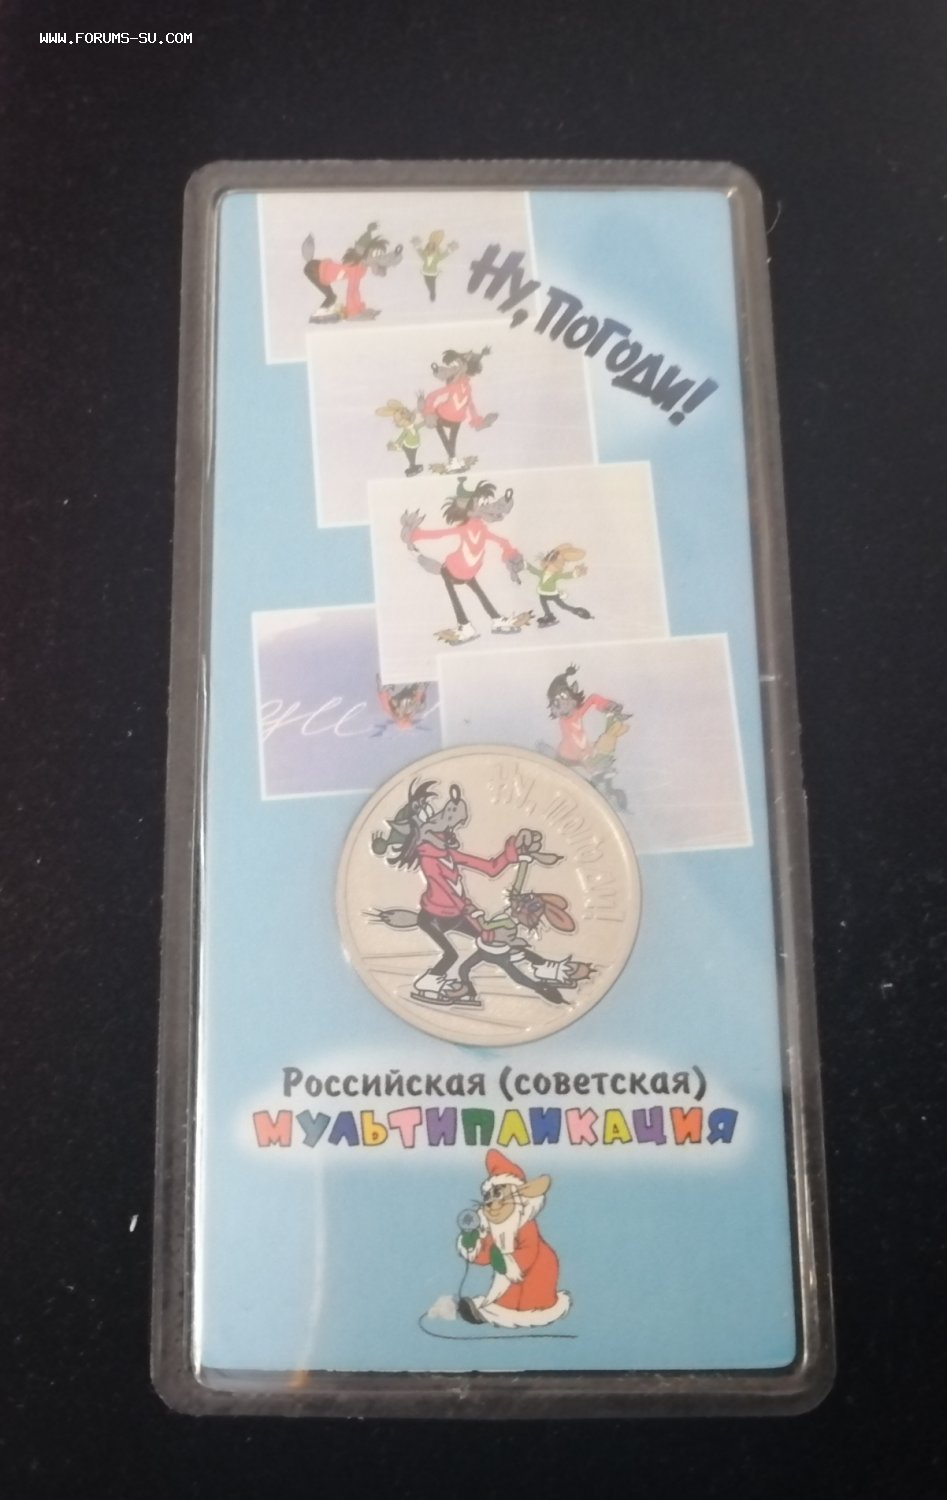 WWW.FORUMS-SU.COM
Ну, погоди!
Ну, погоди!
Российская (советская)
МУЛЬТИПЛИКАЦИЯ